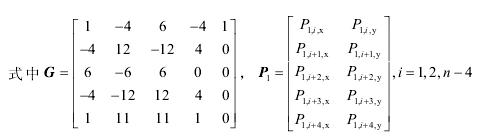 式中 G = [1 −4 6 −4 1; −4 12 −12 4 0; 6 −6 6 0 0; −4 −12 12 4 0; 1 11 11 1 0], P₁ = [P₁,ᵢ,x P₁,ᵢ,y; P₁,ᵢ₊₁,x P₁,ᵢ₊₁,y; P₁,ᵢ₊₂,x P₁,ᵢ₊₂,y; P₁,ᵢ₊₃,x P₁,ᵢ₊₃,y; P₁,ᵢ₊₄,x P₁,ᵢ₊₄,y], i = 1, 2, n − 4